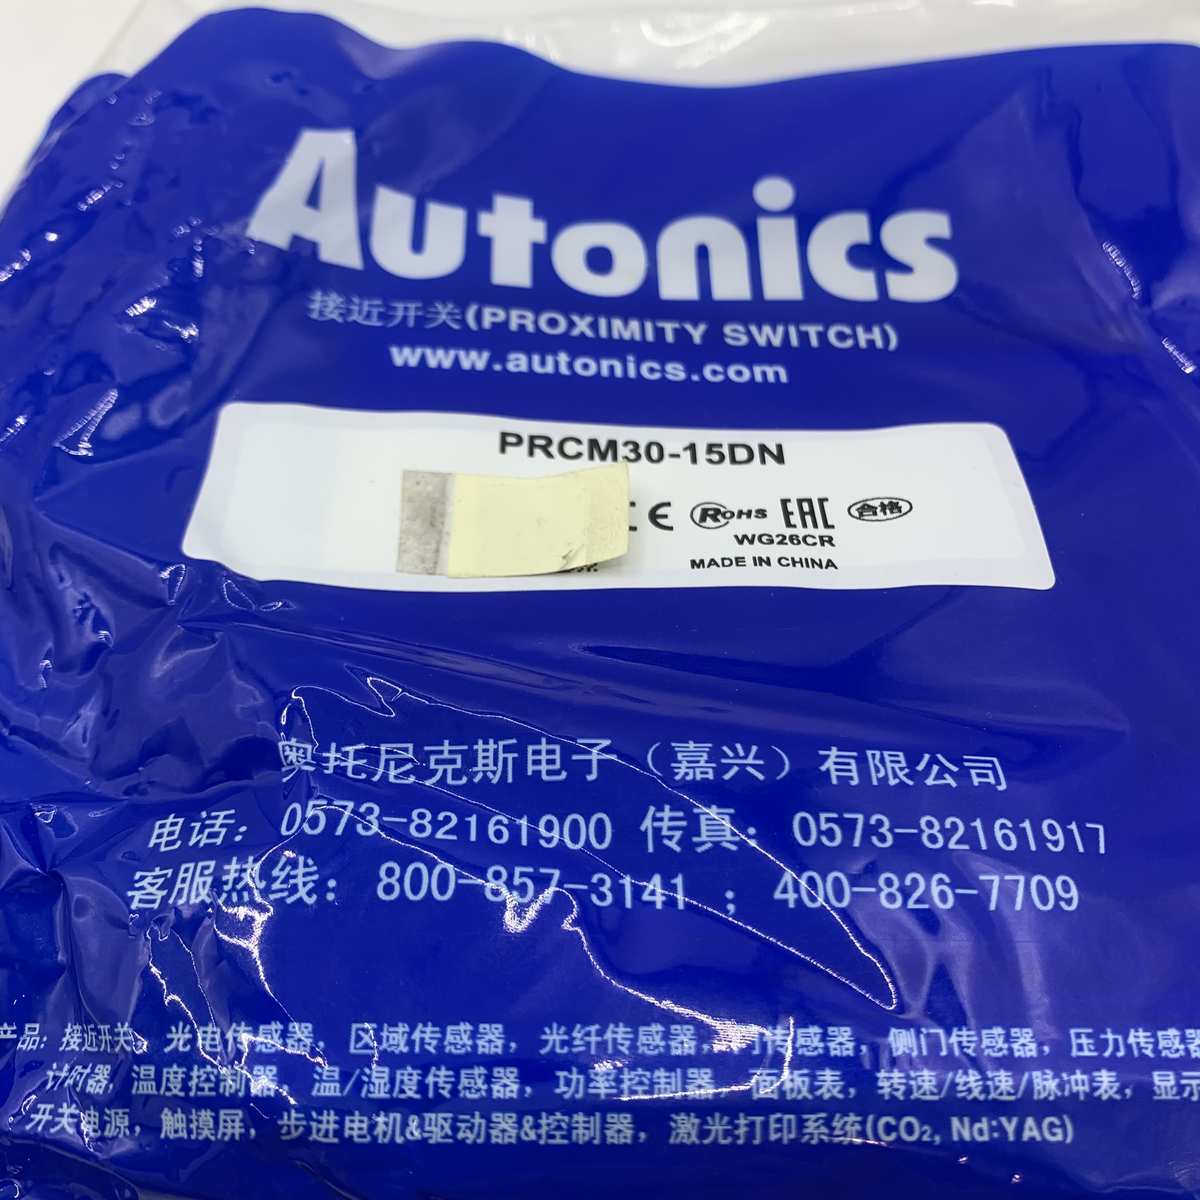 Autonics
接近开关(PROXIMITY SWITCH)
www.autonics.com
PRCM30-15DN
CE RoHS EAC 合格
WG26CR
MADE IN CHINA
奥托尼克斯电子（嘉兴）有限公司
电话：0573-82161900 传真：0573-82161917
客服热线：800-857-3141；400-826-7709
产品：接近开关，光电传感器，区域传感器，光纤传感器，门传感器，侧门传感器，压力传感器
计时器，温度控制器，温/湿度传感器，功率控制器，面板表，转速/线速/脉冲表，显示
开关电源，触摸屏，步进电机&驱动器&控制器，激光打印系统(CO₂, Nd:YAG)